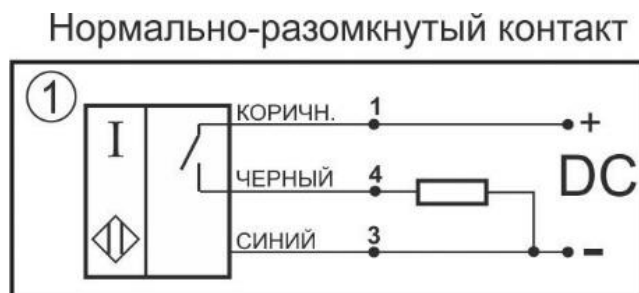 Нормально-разомкнутый контакт
1
I
КОРИЧН. 1 +
ЧЕРНЫЙ 4 DC
СИНИЙ 3 -